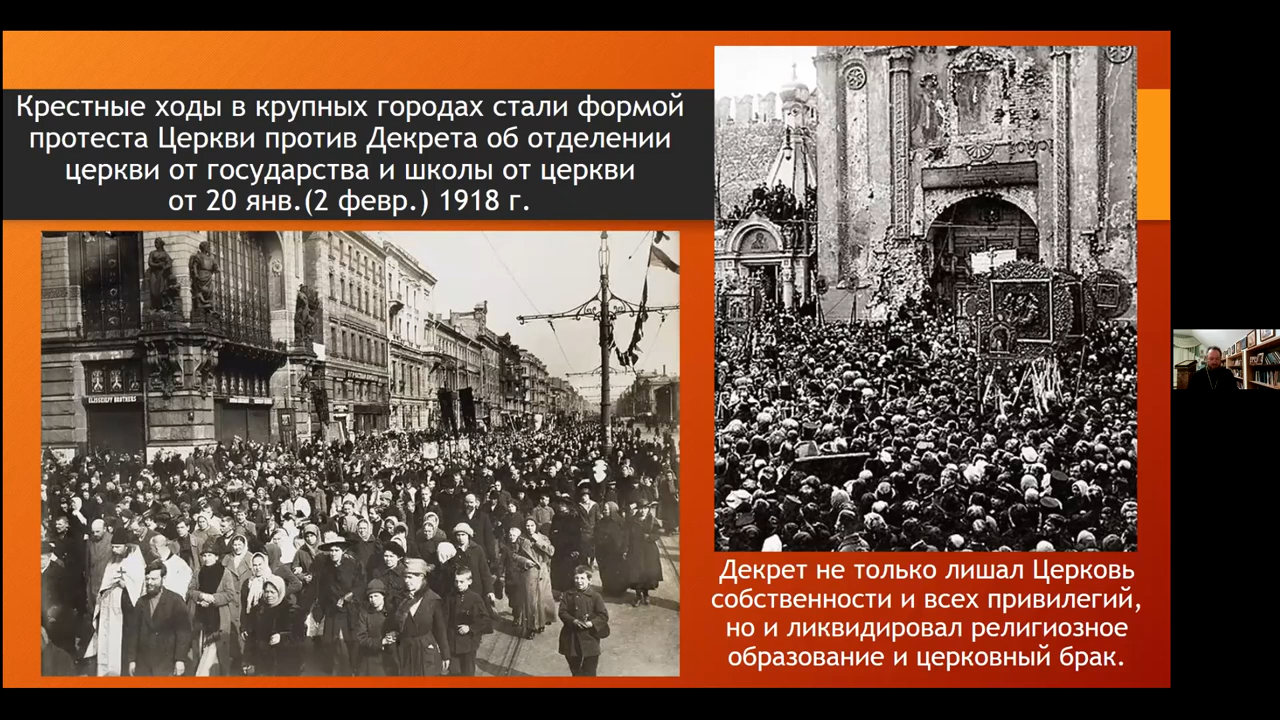 Крестные ходы в крупных городах стали формой
протеста Церкви против Декрета об отделении
церкви от государства и школы от церкви
от 20 янв.(2 февр.) 1918 г.
ELISSEIEFF BROTHERS
Декрет не только лишал Церковь
собственности и всех привилегий,
но и ликвидировал религиозное
образование и церковный брак.